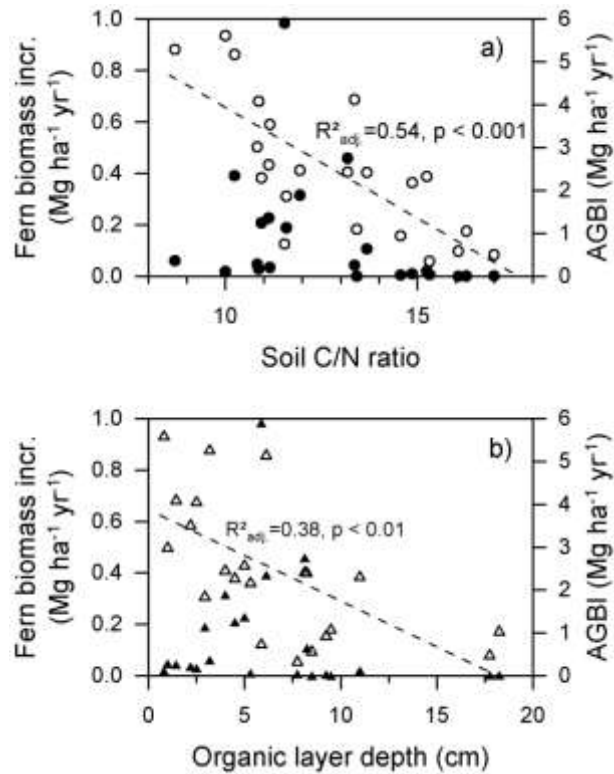 Fern biomass incr.
(Mg ha⁻¹ yr⁻¹)
1.0
0.8
0.6
0.4
0.2
0.0
a)
R²adj.=0.54, p < 0.001
6
5
4
3
2
1
0
AGBI (Mg ha⁻¹ yr⁻¹)
10 15
Soil C/N ratio
Fern biomass incr.
(Mg ha⁻¹ yr⁻¹)
1.0
0.8
0.6
0.4
0.2
0.0
b)
R²adj.=0.38, p < 0.01
6
5
4
3
2
1
0
AGBI (Mg ha⁻¹ yr⁻¹)
0 5 10 15 20
Organic layer depth (cm)